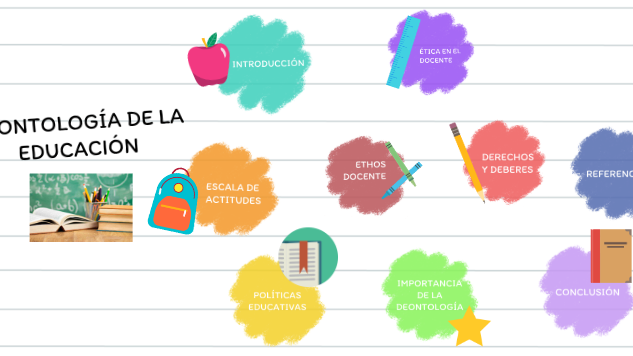 INTRODUCCIÓN
ÉTICA EN EL
DOCENTE
ONTOLOGÍA DE LA
EDUCACIÓN
ESCALA DE
ACTITUDES
ETHOS
DOCENTE
DERECHOS
Y DEBERES
REFERENC
POLÍTICAS
EDUCATIVAS
IMPORTANCIA
DE LA
DEONTOLOGÍA
CONCLUSIÓN